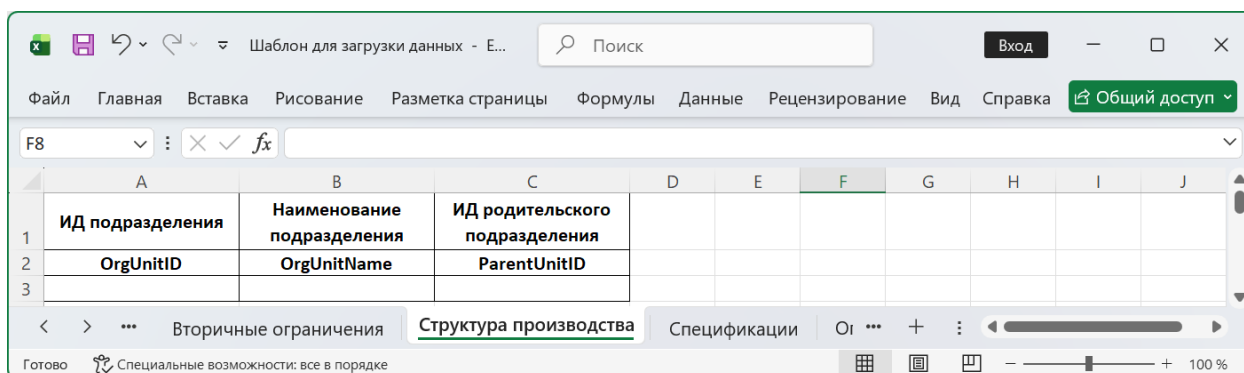 Шаблон для загрузки данных - E...
Поиск
Вход
Файл Главная Вставка Рисование Разметка страницы Формулы Данные Рецензирование Вид Справка Общий доступ
F8 fx
A B C D E F G H I J
1 ИД подразделения Наименование подразделения ИД родительского подразделения
2 OrgUnitID OrgUnitName ParentUnitID
3
Вторичные ограничения Структура производства Спецификации Ог ...
Готово Специальные возможности: все в порядке 100 %